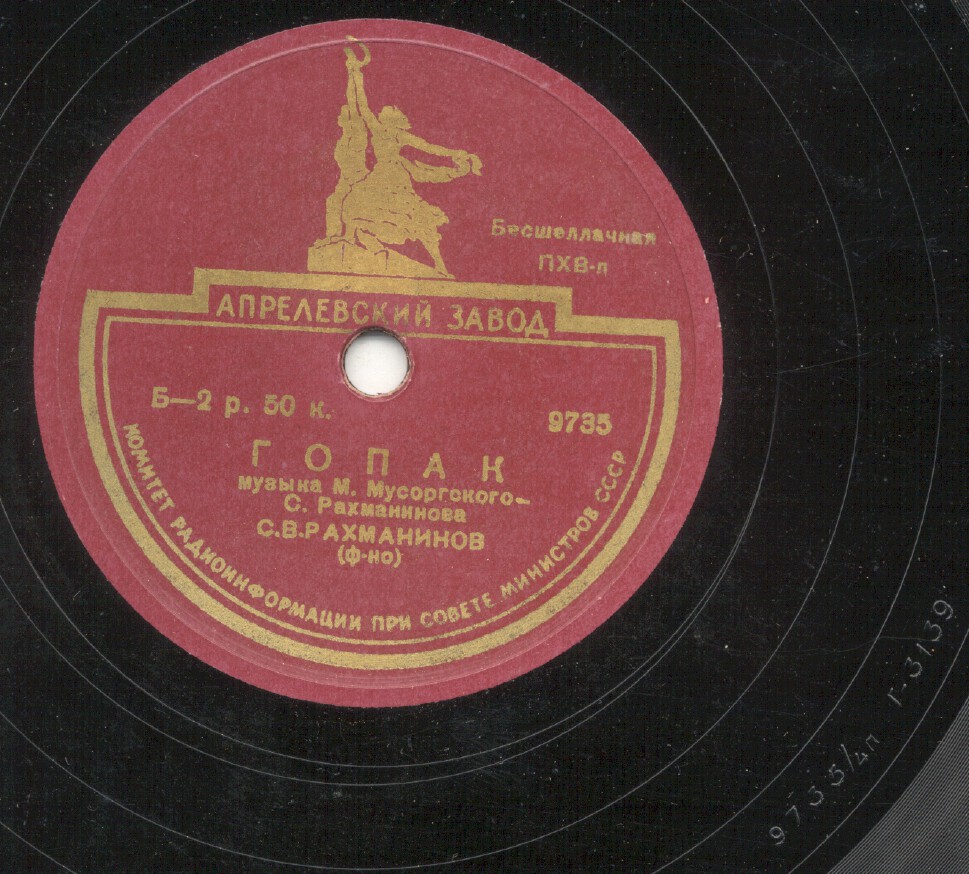 Бесшеллачная
ПХВ-л
АПРЕЛЕВСКИЙ ЗАВОД
Б—2 р. 50 к.
9735
ГОПАК
музыка М. Мусоргского–
С. Рахманинова
С.В.РАХМАНИНОВ
(ф-но)
КОМИТЕТ РАДИОИНФОРМАЦИИ ПРИ СОВЕТЕ МИНИСТРОВ СССР
9735/4п Г-3139